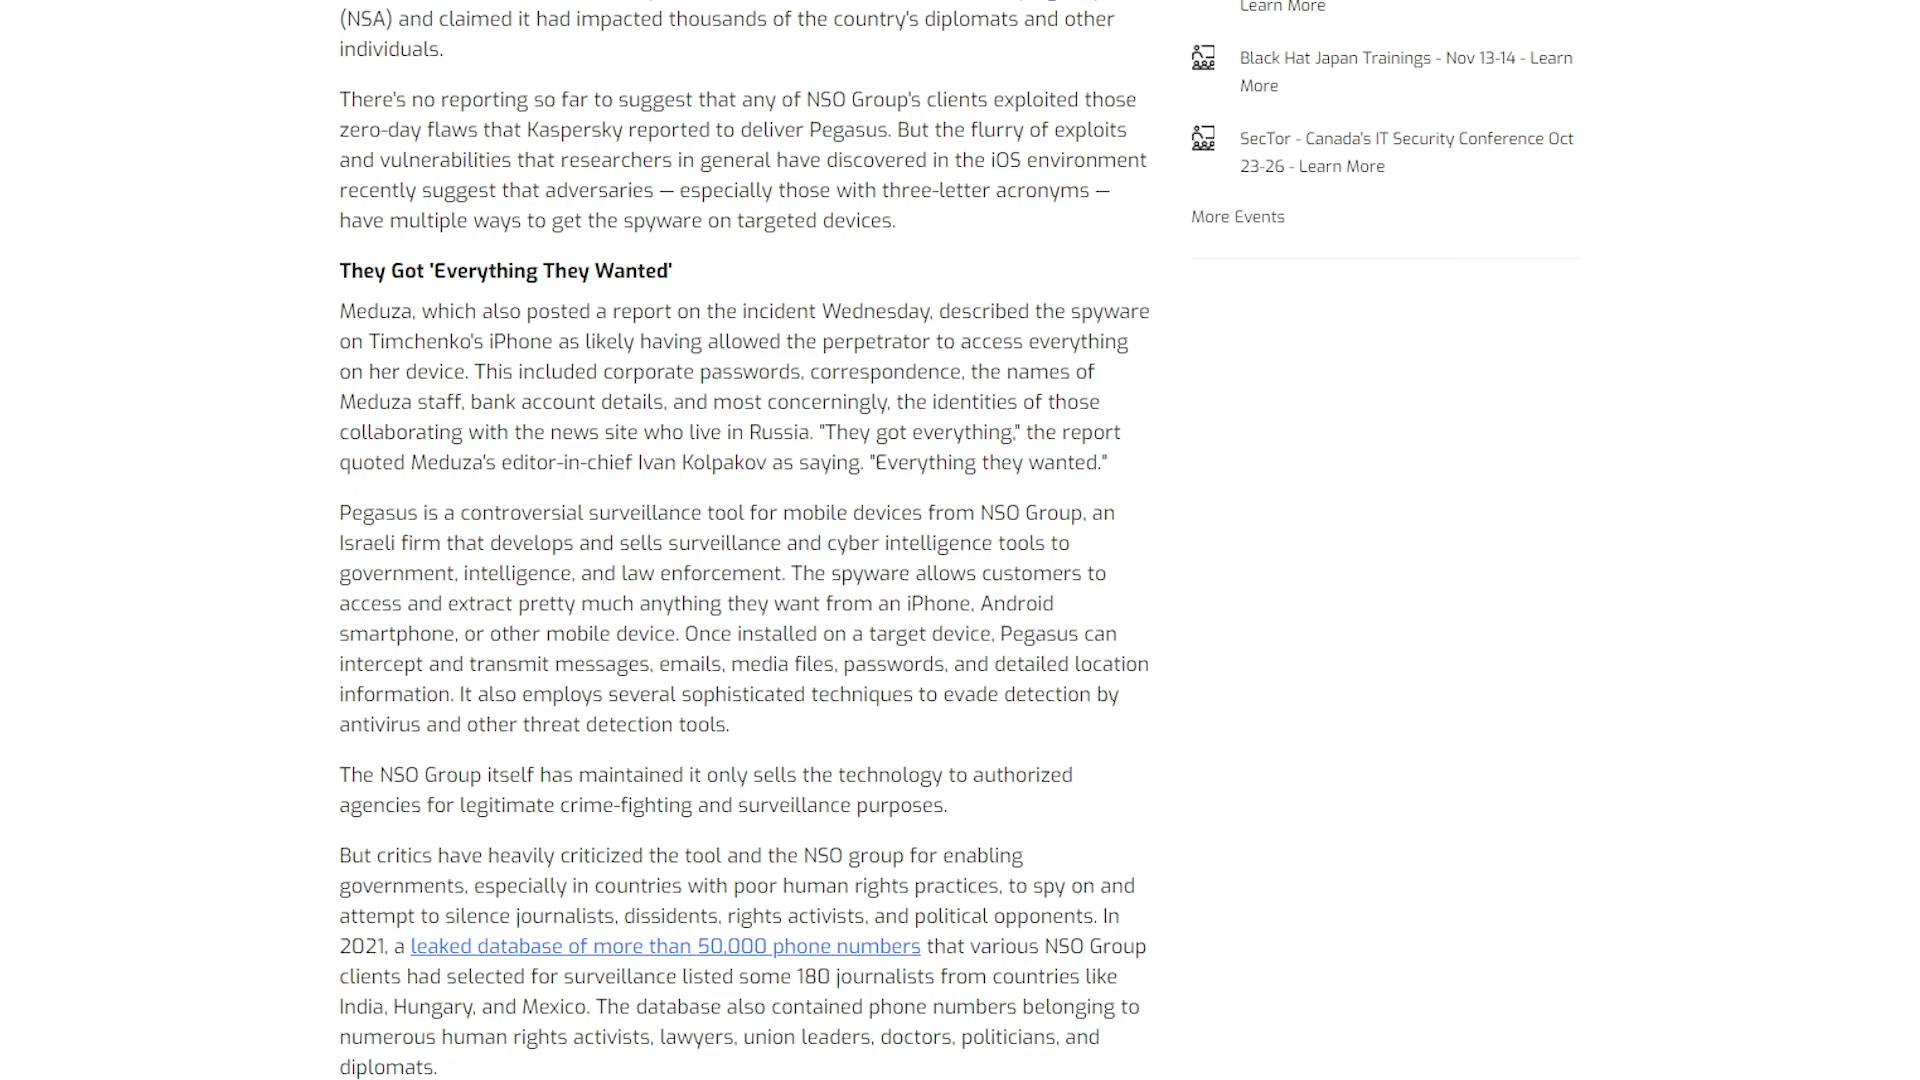 (NSA) and claimed it had impacted thousands of the country's diplomats and other
individuals.
There's no reporting so far to suggest that any of NSO Group's clients exploited those
zero-day flaws that Kaspersky reported to deliver Pegasus. But the flurry of exploits
and vulnerabilities that researchers in general have discovered in the iOS environment
recently suggest that adversaries — especially those with three-letter acronyms —
have multiple ways to get the spyware on targeted devices.
They Got 'Everything They Wanted'
Meduza, which also posted a report on the incident Wednesday, described the spyware
on Timchenko's iPhone as likely having allowed the perpetrator to access everything
on her device. This included corporate passwords, correspondence, the names of
Meduza staff, bank account details, and most concerningly, the identities of those
collaborating with the news site who live in Russia. "They got everything," the report
quoted Meduza's editor-in-chief Ivan Kolpakov as saying. "Everything they wanted."
Pegasus is a controversial surveillance tool for mobile devices from NSO Group, an
Israeli firm that develops and sells surveillance and cyber intelligence tools to
government, intelligence, and law enforcement. The spyware allows customers to
access and extract pretty much anything they want from an iPhone, Android
smartphone, or other mobile device. Once installed on a target device, Pegasus can
intercept and transmit messages, emails, media files, passwords, and detailed location
information. It also employs several sophisticated techniques to evade detection by
antivirus and other threat detection tools.
The NSO Group itself has maintained it only sells the technology to authorized
agencies for legitimate crime-fighting and surveillance purposes.
But critics have heavily criticized the tool and the NSO group for enabling
governments, especially in countries with poor human rights practices, to spy on and
attempt to silence journalists, dissidents, rights activists, and political opponents. In
2021, a leaked database of more than 50,000 phone numbers that various NSO Group
clients had selected for surveillance listed some 180 journalists from countries like
India, Hungary, and Mexico. The database also contained phone numbers belonging to
numerous human rights activists, lawyers, union leaders, doctors, politicians, and
diplomats.
Learn More
Black Hat Japan Trainings - Nov 13-14 - Learn
More
SecTor - Canada's IT Security Conference Oct
23-26 - Learn More
More Events